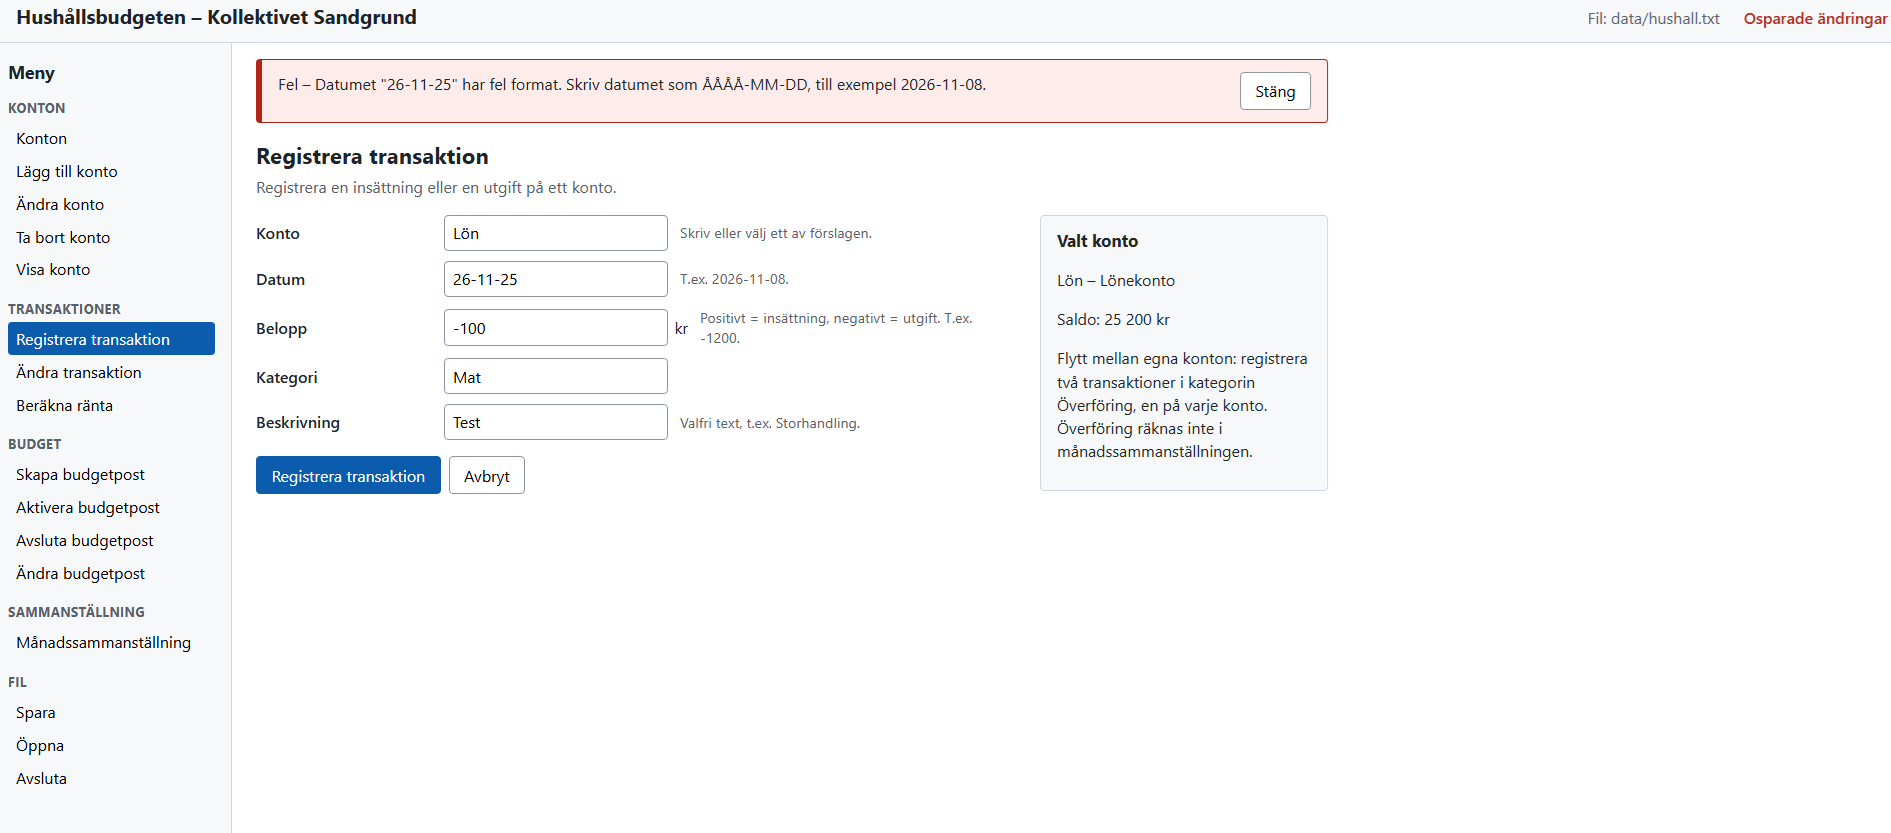 Hushållsbudgeten – Kollektivet Sandgrund
Fil: data/hushall.txt
Osparade ändringar
Meny
KONTON
Konton
Lägg till konto
Ändra konto
Ta bort konto
Visa konto
TRANSAKTIONER
Registrera transaktion
Ändra transaktion
Beräkna ränta
BUDGET
Skapa budgetpost
Aktivera budgetpost
Avsluta budgetpost
Ändra budgetpost
SAMMANSTÄLLNING
Månadssammanställning
FIL
Spara
Öppna
Avsluta
Fel – Datumet "26-11-25" har fel format. Skriv datumet som ÅÅÅÅ-MM-DD, till exempel 2026-11-08.
Stäng
Registrera transaktion
Registrera en insättning eller en utgift på ett konto.
Konto
Lön
Skriv eller välj ett av förslagen.
Datum
26-11-25
T.ex. 2026-11-08.
Belopp
-100
kr
Positivt = insättning, negativt = utgift. T.ex.
-1200.
Kategori
Mat
Beskrivning
Test
Valfri text, t.ex. Storhandling.
Registrera transaktion
Avbryt
Valt konto
Lön – Lönekonto
Saldo: 25 200 kr
Flytt mellan egna konton: registrera
två transaktioner i kategorin
Överföring, en på varje konto.
Överföring räknas inte i
månadssammanställningen.